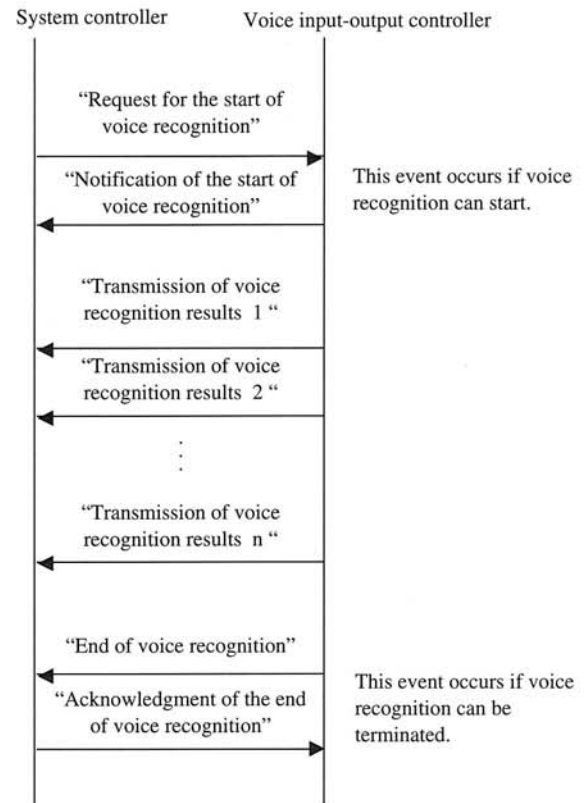 System controller
Voice input-output controller
“Request for the start of
voice recognition”
“Notification of the start of
voice recognition”
This event occurs if voice
recognition can start.
“Transmission of voice
recognition results 1 “
“Transmission of voice
recognition results 2 “
⋮
“Transmission of voice
recognition results n “
“End of voice recognition”
“Acknowledgment of the end
of voice recognition”
This event occurs if voice
recognition can be
terminated.